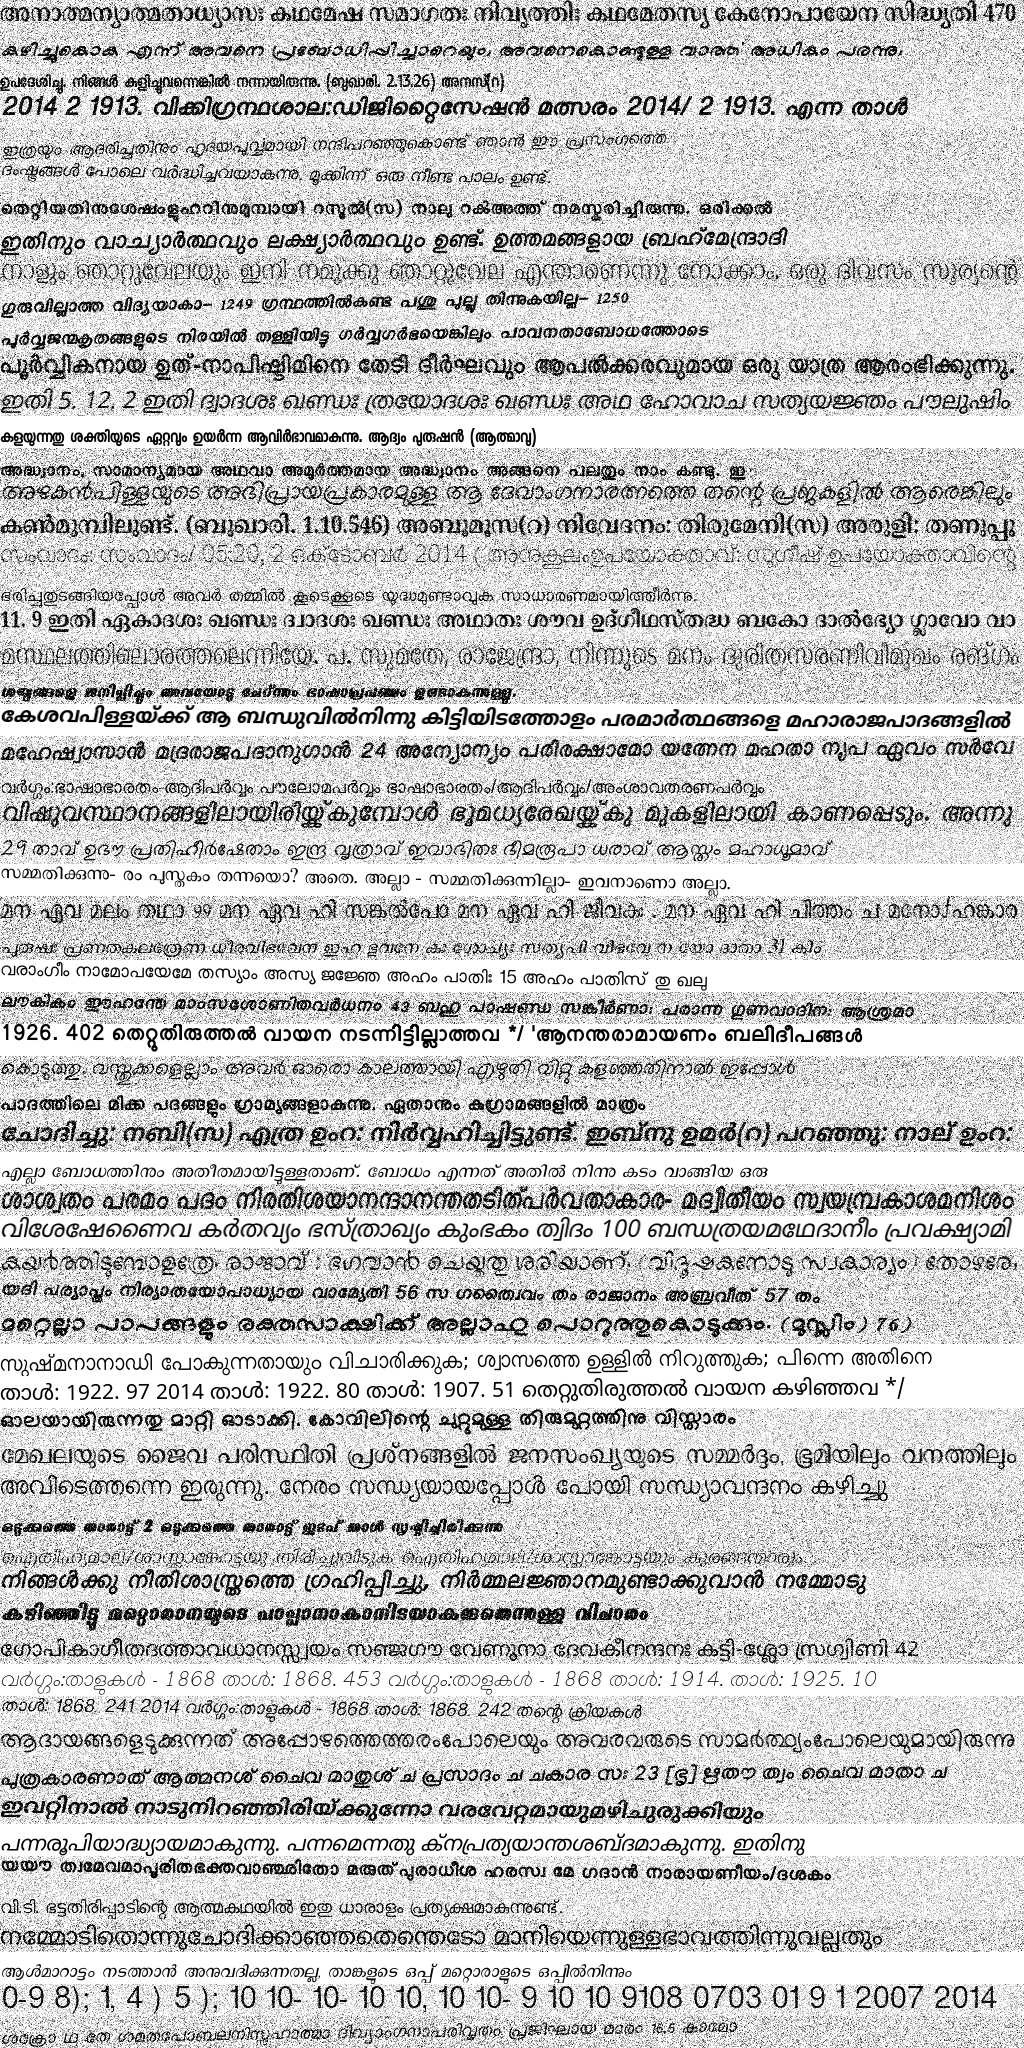 അനാത്മന്യാത്മതാധ്യാസഃ കഥമേഷ സമാഗതഃ നിവൃത്തിഃ കഥമേതസ്യ കേനോപായേന സിദ്ധ്യതി 470
കഴിച്ചുകൊക എന്ന് അവനെ പ്രബോധിപ്പിച്ചാറെയും, അവനെകൊണ്ടുള്ള വാൎത്ത അധികം പരന്നു,
ഉപദേശിച്ചു. നിങ്ങൾ കുളിച്ചുവന്നെങ്കിൽ നന്നായിരുന്നു. (ബുഖാരി. 2.13.26) അനസ്(റ)
2014 2 1913. വിക്കിഗ്രന്ഥശാല:ഡിജിറ്റൈസേഷൻ മത്സരം 2014/ 2 1913. എന്ന താൾ
ഇത്രയും ആദരിച്ചതിനും ഹൃദയപൂർവ്വമായി നന്ദിപറഞ്ഞുകൊണ്ട് ഞാൻ ഈ പ്രസംഗത്തെ
ദംഷ്ട്രങ്ങൾ പോലെ വർദ്ധിച്ചവയാകുന്നു. മൂക്കിന്ന് ഒരു നീണ്ട പാലം ഉണ്ട്.
തെറ്റിയതിനുശേഷംളുഹറിനുമുമ്പായി റസൂൽ(സ) നാലു റക്അത്ത് നമസ്കരിച്ചിരുന്നു. ഒരിക്കൽ
ഇതിനും വാച്യാർത്ഥവും ലക്ഷ്യാർത്ഥവും ഉണ്ട്. ഉത്തമങ്ങളായ ബ്രഹ്മേന്ദ്രാദി
നാളും ഞാറ്റുവേലയും ഇനി നമുക്കു ഞാറ്റുവേല എന്താണെന്നു നോക്കാം. ഒരു ദിവസം സൂര്യന്റെ
ഗുരുവില്ലാത്ത വിദ്യയാകാ– 1249 ഗ്രന്ഥത്തിൽകണ്ട പശു പുല്ലു തിന്നുകയില്ല– 1250
പൂർവ്വജന്മകൃതങ്ങളുടെ നിരയിൽ തള്ളിയിട്ടു ഗർവ്വഗർഭയെങ്കിലും പാവനതാബോധത്തോടെ
പൂർവ്വികനായ ഉത്-നാപിഷ്ടിമിനെ തേടി ദീർഘവും ആപൽക്കരവുമായ ഒരു യാത്ര ആരംഭിക്കുന്നു.
ഇതി 5. 12. 2 ഇതി ദ്വാദശഃ ഖണ്ഡഃ ത്രയോദശഃ ഖണ്ഡഃ അഥ ഹോവാച സത്യയജ്ഞം പൗലുഷിം
കളയുന്നതു ശക്തിയുടെ ഏറ്റവും ഉയർന്ന ആവിർഭാവമാകുന്നു. ആദ്യം പുരുഷൻ (ആത്മാവു)
അദ്ധ്വാനം, സാമാന്യമായ അഥവാ അമൂർത്തമായ അദ്ധ്വാനം അങ്ങനെ പലതും നാം കണ്ടു. ഇ
അഴകൻപിള്ളയുടെ അഭിപ്രായപ്രകാരമുള്ള ആ ദേവാംഗനാരത്നത്തെ തന്റെ പ്രജകളിൽ ആരെങ്കിലും
കൺമുമ്പിലുണ്ട്. (ബുഖാരി. 1.10.546) അബൂമൂസ(റ) നിവേദനം: തിരുമേനി(സ) അരുളി: തണുപ്പു
സംവാദം: സംവാദം/ 05:20, 2 ഒക്ടോബർ 2014 ( അനുകൂലംഉപയോക്താവ്: സുഗീഷ് ഉപയോക്താവിന്റെ
ഭരിച്ചുതുടങ്ങിയപ്പോൾ അവർ തമ്മിൽ കൂടെക്കൂടെ യുദ്ധമുണ്ടാവുക സാധാരണമായിത്തീർന്നു.
11. 9 ഇതി ഏകാദശഃ ഖണ്ഡഃ ദ്വാദശഃ ഖണ്ഡഃ അഥാതഃ ശൗവ ഉദ്ഗീഥസ്തദ്ധ ബകോ ദാൽഭ്യോ ഗ്ലാവോ വാ
മസ്ഥലത്തിലൊരത്തലെന്നിയേ. പ. സുമതേ, രാജേന്ദ്രാ, നിന്നുടെ മനം ദുരിതസരണിവിമുഖം രങ്ഗം
ശബ്ദങ്ങളെ ജനിപ്പിച്ചും അവയോടു ചേർന്നും ഭാഷാപ്രപഞ്ചം ഉണ്ടാകുന്നുള്ളൂ.
കേശവപിള്ളയ്ക്ക് ആ ബന്ധുവിൽനിന്നു കിട്ടിയിടത്തോളം പരമാർത്ഥങ്ങളെ മഹാരാജപാദങ്ങളിൽ
മഹേഷ്വാസാൻ മദ്രരാജപദാനുഗാൻ 24 അന്യോന്യം പരിരക്ഷാമോ യത്നേന മഹതാ നൃപ ഏവം സർവേ
വർഗ്ഗം:ഭാഷാഭാരതം-ആദിപർവ്വം പൗലോമപർവ്വം ഭാഷാഭാരതം/ആദിപർവ്വം/അംശാവതരണപർവ്വം
വിഷുവസ്ഥാനങ്ങളിലായിരിയ്ക്കുമ്പോൾ ഭൂമധ്യരേഖയ്ക്കു മുകളിലായി കാണപ്പെടും. അന്നു
29 താവ് ഉഭൗ പ്രതിഹീർഷേതാം ഇന്ദ്ര വൃത്രാവ് ഇവാഭിതഃ ഭീമരൂപാ ധരാവ് ആസ്താം മഹാധൂമാവ്
സമ്മതിക്കുന്നു- രം പുസ്തകം തന്നയൊ? അതെ. അല്ലാ - സമ്മതിക്കുന്നില്ലാ- ഇവനാണൊ അല്ലാ.
മന ഏവ മലം തഥാ 99 മന ഏവ ഹി സങ്കൽപോ മന ഏവ ഹി ജീവകഃ . മന ഏവ ഹി ചിത്തം ച മനോഽഹങ്കാര
പുരുഷഃ പ്രണതകലത്രേണ ധീരവിഭവേന ഇഹ ഭുവനേ കഃ ശോച്യഃ സത്യപി വിഭവേ ന യോ ദാതാ 31 കിം
വരാംഗീം നാമോപയേമേ തസ്യാം അസ്യ ജജ്ഞേ അഹം പാതിഃ 15 അഹം പാതിസ് തു ഖലു
ലൗകികം ഈഹന്തേ മാംസശോണിതവർധനം 43 ബഹു പാഷണ്ഡ സങ്കീർണാഃ പരാന്ന ഗുണവാദിനഃ ആശ്രമാ
1926. 402 തെറ്റുതിരുത്തൽ വായന നടന്നിട്ടില്ലാത്തവ */ 'ആനന്തരാമായണം ബലിദീപങ്ങൾ
കൊടുത്തു. വസ്തുക്കളെല്ലാം അവർ ഓരൊ കാലത്തായി എഴുതി വിറ്റു കളഞ്ഞതിനാൽ ഇപ്പോൾ
പാദത്തിലെ മിക്ക പദങ്ങളും ഗ്രാമ്യങ്ങളാകുന്നു. ഏതാനും കുഗ്രാമങ്ങളിൽ മാത്രം
ചോദിച്ചു: നബി(സ) എത്ര ഉംറ: നിർവ്വഹിച്ചിട്ടുണ്ട്. ഇബ്നു ഉമർ(റ) പറഞ്ഞു: നാല് ഉംറ:
എല്ലാ ബോധത്തിനും അതീതമായിട്ടുള്ളതാണ്. ബോധം എന്നത് അതിൽ നിന്നു കടം വാങ്ങിയ ഒരു
ശാശ്വതം പരമം പദം നിരതിശയാനന്ദാനന്തതടിത്പർവതാകാര- മദ്വിതീയം സ്വയമ്പ്രകാശമനിശം
വിശേഷേണൈവ കർതവ്യം ഭസ്ത്രാഖ്യം കുംഭകം ത്വിദം 100 ബന്ധത്രയമഥേദാനീം പ്രവക്ഷ്യാമി
കയർത്തിട്ടുമ്പോളത്രേ. രാജാവ് : ഭഗവാൻ ചെയ്തതു ശരിയാണ്. (വിദൂഷകനോടു സ്വകാര്യം) തോഴരേ,
യദി പര്യാപ്തം നിര്യാതയോപാധ്യായ വാമ്യേതി 56 സ ഗത്വൈവം തം രാജാനം അബ്രവീത് 57 തം
മറ്റെല്ലാ പാപങ്ങളും രക്തസാക്ഷിക്ക് അല്ലാഹു പൊറുത്തുകൊടുക്കും. (മുസ്ലിം) 76)
സുഷ്മനാനാഡി പോകുന്നതായും വിചാരിക്കുക; ശ്വാസത്തെ ഉള്ളിൽ നിറുത്തുക; പിന്നെ അതിനെ
താൾ: 1922. 97 2014 താൾ: 1922. 80 താൾ: 1907. 51 തെറ്റുതിരുത്തൽ വായന കഴിഞ്ഞവ */
ഓലയായിരുന്നതു മാറ്റി ഓടാക്കി. കോവിലിന്റെ ചുറ്റുമുള്ള തിരുമുറ്റത്തിനു വിസ്താരം
മേഖലയുടെ ജൈവ പരിസ്ഥിതി പ്രശ്നങ്ങളിൽ ജനസംഖ്യയുടെ സമ്മർദ്ദം, ഭൂമിയിലും വനത്തിലും
അവിടെത്തന്നെ ഇരുന്നു. നേരം സന്ധ്യയായപ്പോൾ പോയി സന്ധ്യാവന്ദനം കഴിച്ചു
ഒടുക്കത്തെ താരാട്ട് 2 ഒടുക്കത്തെ താരാട്ട് ഇടപ് താൾ സൃഷ്ടിച്ചിരിക്കുന്നു
ഐതിഹ്യമാല/ശാസ്താംകോട്ടയും തിരിച്ചുവിടുക ഐതിഹ്യമാല/ശാസ്താംകോട്ടയും കുരങ്ങന്മാരും
നിങ്ങൾക്കു നീതിശാസ്ത്രത്തെ ഗ്രഹിപ്പിച്ചു, നിർമ്മലജ്ഞാനമുണ്ടാക്കുവാൻ നമ്മോടു
കഴിഞ്ഞിട്ടു മറ്റൊരാനയുടെ പാപ്പാനാകാനിടയാകരുതെന്നുള്ള വിചാരം
ഗോപികാഗീതദത്താവധാനസ്സ്വയം സഞ്ജഗൗ വേണുനാ ദേവകീനന്ദനഃ കട്ടി-ശ്ലോ സ്രഗ്വിണി 42
വർഗ്ഗം:താളുകൾ - 1868 താൾ: 1868. 453 വർഗ്ഗം:താളുകൾ - 1868 താൾ: 1914. താൾ: 1925. 10
താൾ: 1868. 241 2014 വർഗ്ഗം:താളുകൾ - 1868 താൾ: 1868. 242 തന്റെ ക്രിയകൾ
ആദായങ്ങളെടുക്കുന്നത് അപ്പോഴത്തെത്തരംപോലെയും അവരവരുടെ സാമർത്ഥ്യംപോലെയുമായിരുന്നു
പുത്രകാരണാത് ആത്മനശ് ചൈവ മാതുശ് ച പ്രസാദം ച ചകാര സഃ 23 [ഭൃ] ഋതൗ ത്വം ചൈവ മാതാ ച
ഇവറ്റിനാൽ നാടുനിറഞ്ഞിരിയ്ക്കുന്നോ വരവേറ്റമായുമഴിചുരുക്കിയും
പന്നരൂപിയാദ്ധ്യായമാകുന്നു. പന്നമെന്നതു ക്നപ്രത്യയാന്തശബ്ദമാകുന്നു. ഇതിനു
യയൗ ത്വമേവമാപൂരിതഭക്തവാഞ്ഛിതോ മരുത്പുരാധീശ ഹരസ്വ മേ ഗദാൻ നാരായണീയം/ദശകം
വി.ടി. ഭട്ടതിരിപ്പാടിന്റെ ആത്മകഥയിൽ ഇതു ധാരാളം പ്രത്യക്ഷമാകുന്നുണ്ട്.
നമ്മോടിതൊന്നുചോദിക്കാഞ്ഞതെന്തെടോ മാനിയെന്നുള്ളഭാവത്തിന്നുവല്ലതും
ആൾമാറാട്ടം നടത്താൻ അനുവദിക്കുന്നതല്ല, താങ്കളുടെ ഒപ്പ് മറ്റൊരാളുടെ ഒപ്പിൽനിന്നും
0-9 8); 1, 4 ) 5 ); 10 10- 10- 10 10, 10 10- 9 10 10 9108 0703 01 9 1 2007 2014
ശക്രോ ഥ തേ ശമതപോബലനിസ്പൃഹാത്മാ ദിവ്യാംഗനാപരിവൃതം പ്രജിഘായ മാരം 16.5 കാമോ